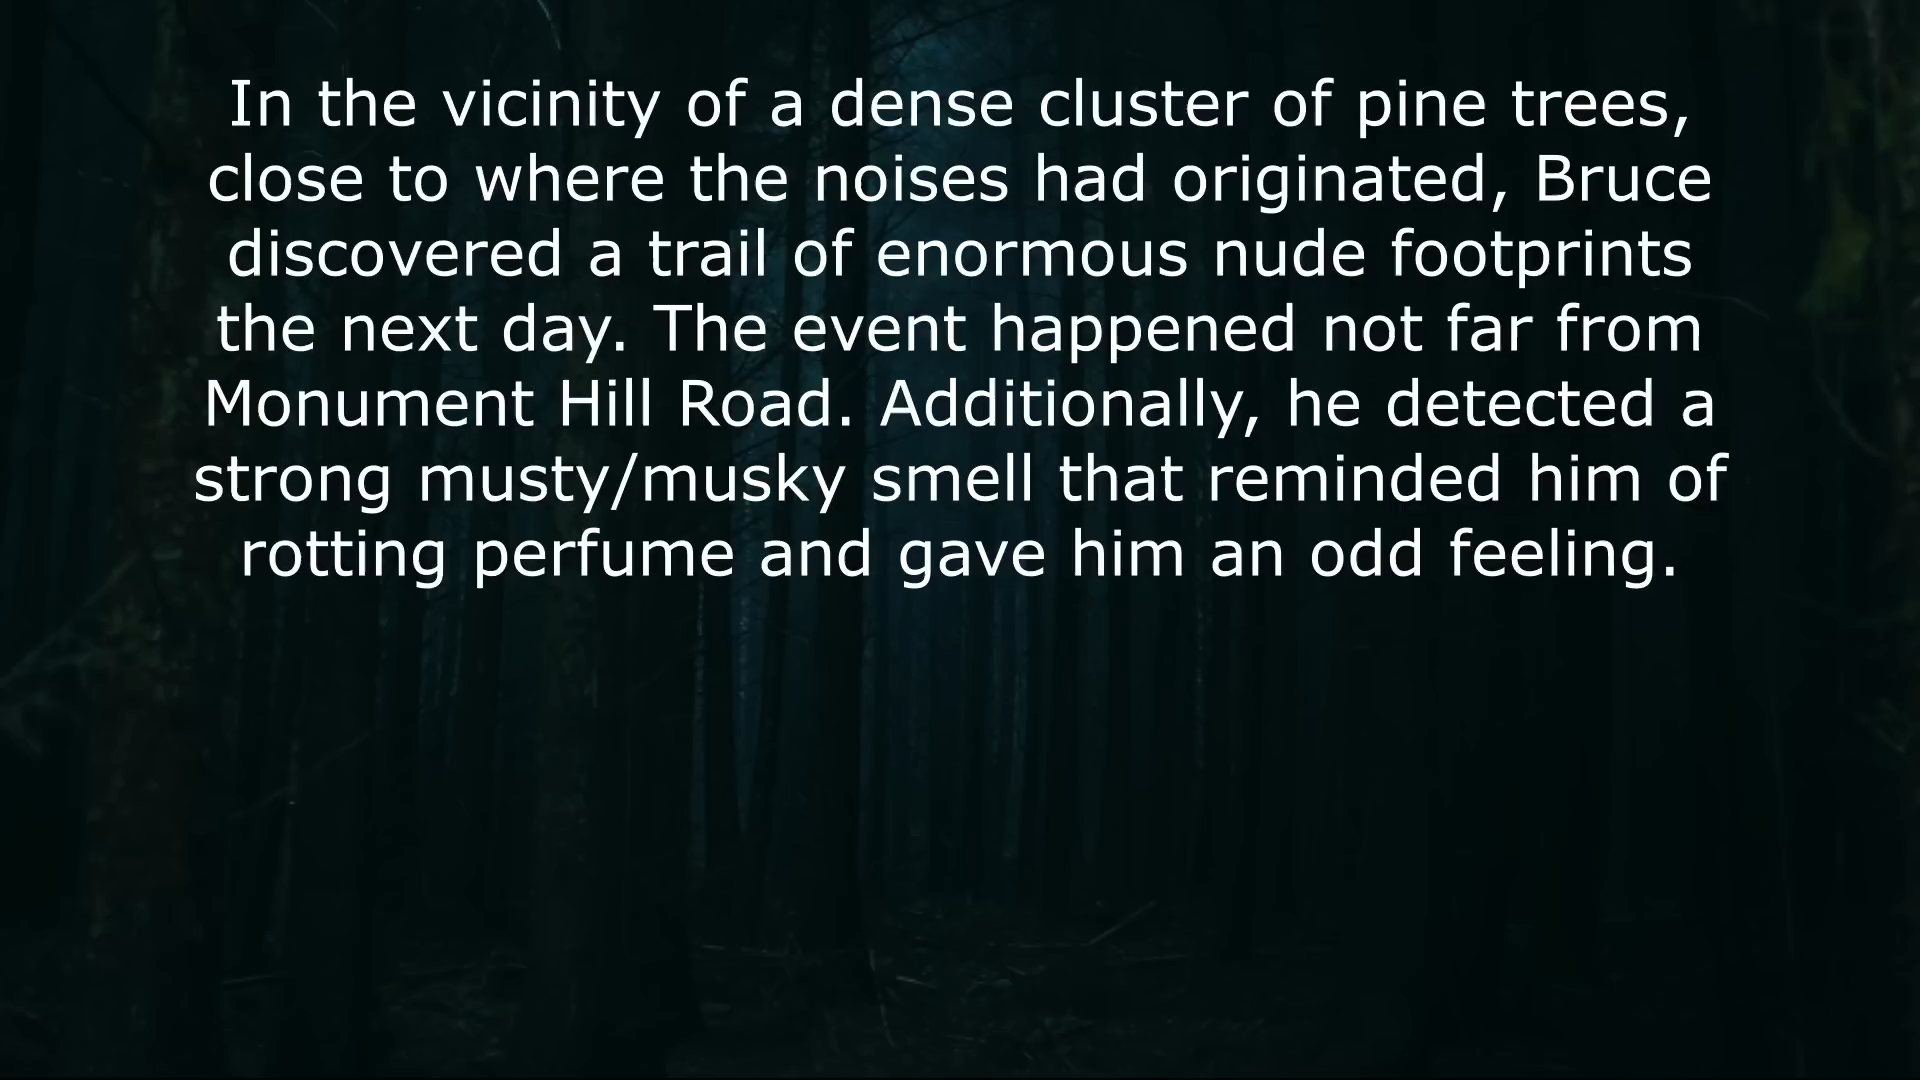 In the vicinity of a dense cluster of pine trees,
close to where the noises had originated, Bruce
discovered a trail of enormous nude footprints
the next day. The event happened not far from
Monument Hill Road. Additionally, he detected a
strong musty/musky smell that reminded him of
rotting perfume and gave him an odd feeling.